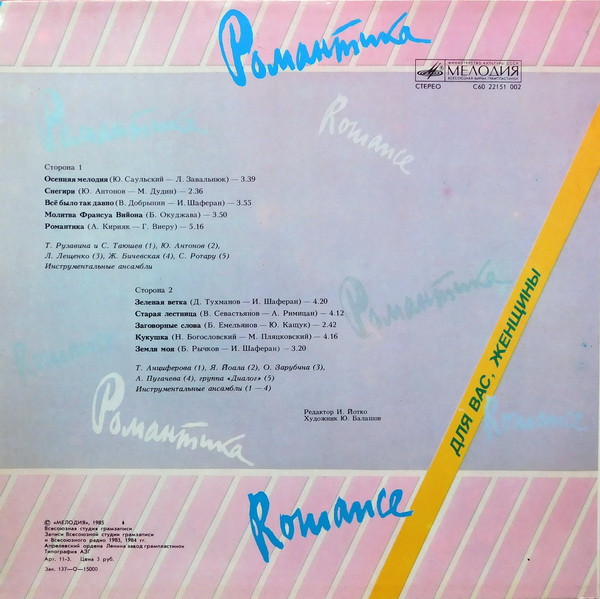 Романтика
МИНИСТЕРСТВО КУЛЬТУРЫ СССР
МЕЛОДИЯ
ВСЕСОЮЗНАЯ ФИРМА ГРАМПЛАСТИНОК
СТЕРЕО С60 22151 002
Романтика
Romance
Сторона 1
Осенняя мелодия (Ю. Саульский — Л. Завальнюк) — 3.39
Снегири (Ю. Антонов — М. Дудин) — 2.36
Всё было так давно (В. Добрынин — И. Шаферан) — 3.55
Молитва Франсуа Вийона (Б. Окуджава) — 3.50
Романтика (А. Кирияк — Г. Виеру) — 5.16
Т. Рузавина и С. Таюшев (1), Ю. Антонов (2),
Л. Лещенко (3), Ж. Бичевская (4), С. Ротару (5)
Инструментальные ансамбли
Сторона 2
Зеленая ветка (Д. Тухманов — И. Шаферан) — 4.20
Старая лестница (В. Севастьянов — А. Римицан) — 4.12
Заговорные слова (Б. Емельянов — Ю. Кащук) — 2.42
Кукушка (Н. Богословский — М. Пляцковский) — 4.16
Земля моя (Б. Рычков — И. Шаферан) — 3.20
Т. Анциферова (1), Я. Йоала (2), О. Зарубина (3),
А. Пугачева (4), группа «Диалог» (5)
Инструментальные ансамбли (1—4)
Романтика
Romance
ДЛЯ ВАС, ЖЕНЩИНЫ
Романтика
Редактор И. Йотко
Художник Ю. Балашов
Romance
Romance
© «МЕЛОДИЯ», 1985
Всесоюзная студия грамзаписи
Записи Всесоюзной студии грамзаписи
и Всесоюзного радио 1983, 1984 гг.
Апрелевский ордена Ленина завод грампластинок
Типография АЗГ
Арт. 11-3. Цена 3 руб.
Зак. 137—О—15000